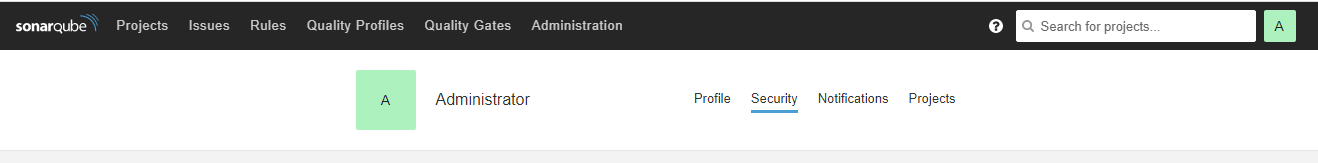 sonarqube Projects Issues Rules Quality Profiles Quality Gates Administration ? Search for projects... A
A Administrator Profile Security Notifications Projects